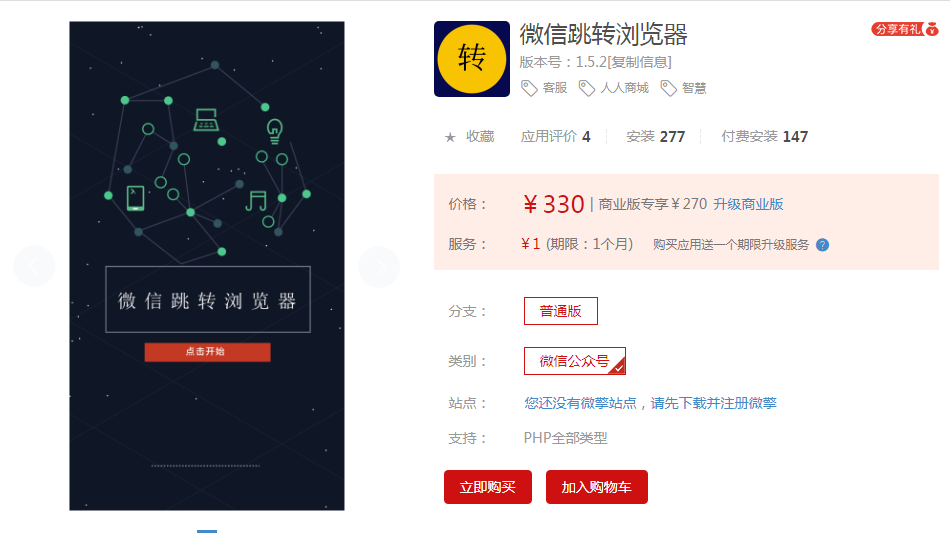 微信跳转浏览器
分享有礼
转
版本号：1.5.2[复制信息]
客服 人人商城 智慧
★ 收藏 应用评价 4 安装 277 付费安装 147
价格： ￥330 | 商业版专享￥270 升级商业版
服务： ￥1 (期限：1个月) 购买应用送一个期限升级服务 ?
分支： 普通版
类别： 微信公众号
站点： 您还没有微擎站点，请先下载并注册微擎
支持： PHP全部类型
立即购买 加入购物车
微信跳转浏览器
点击开始